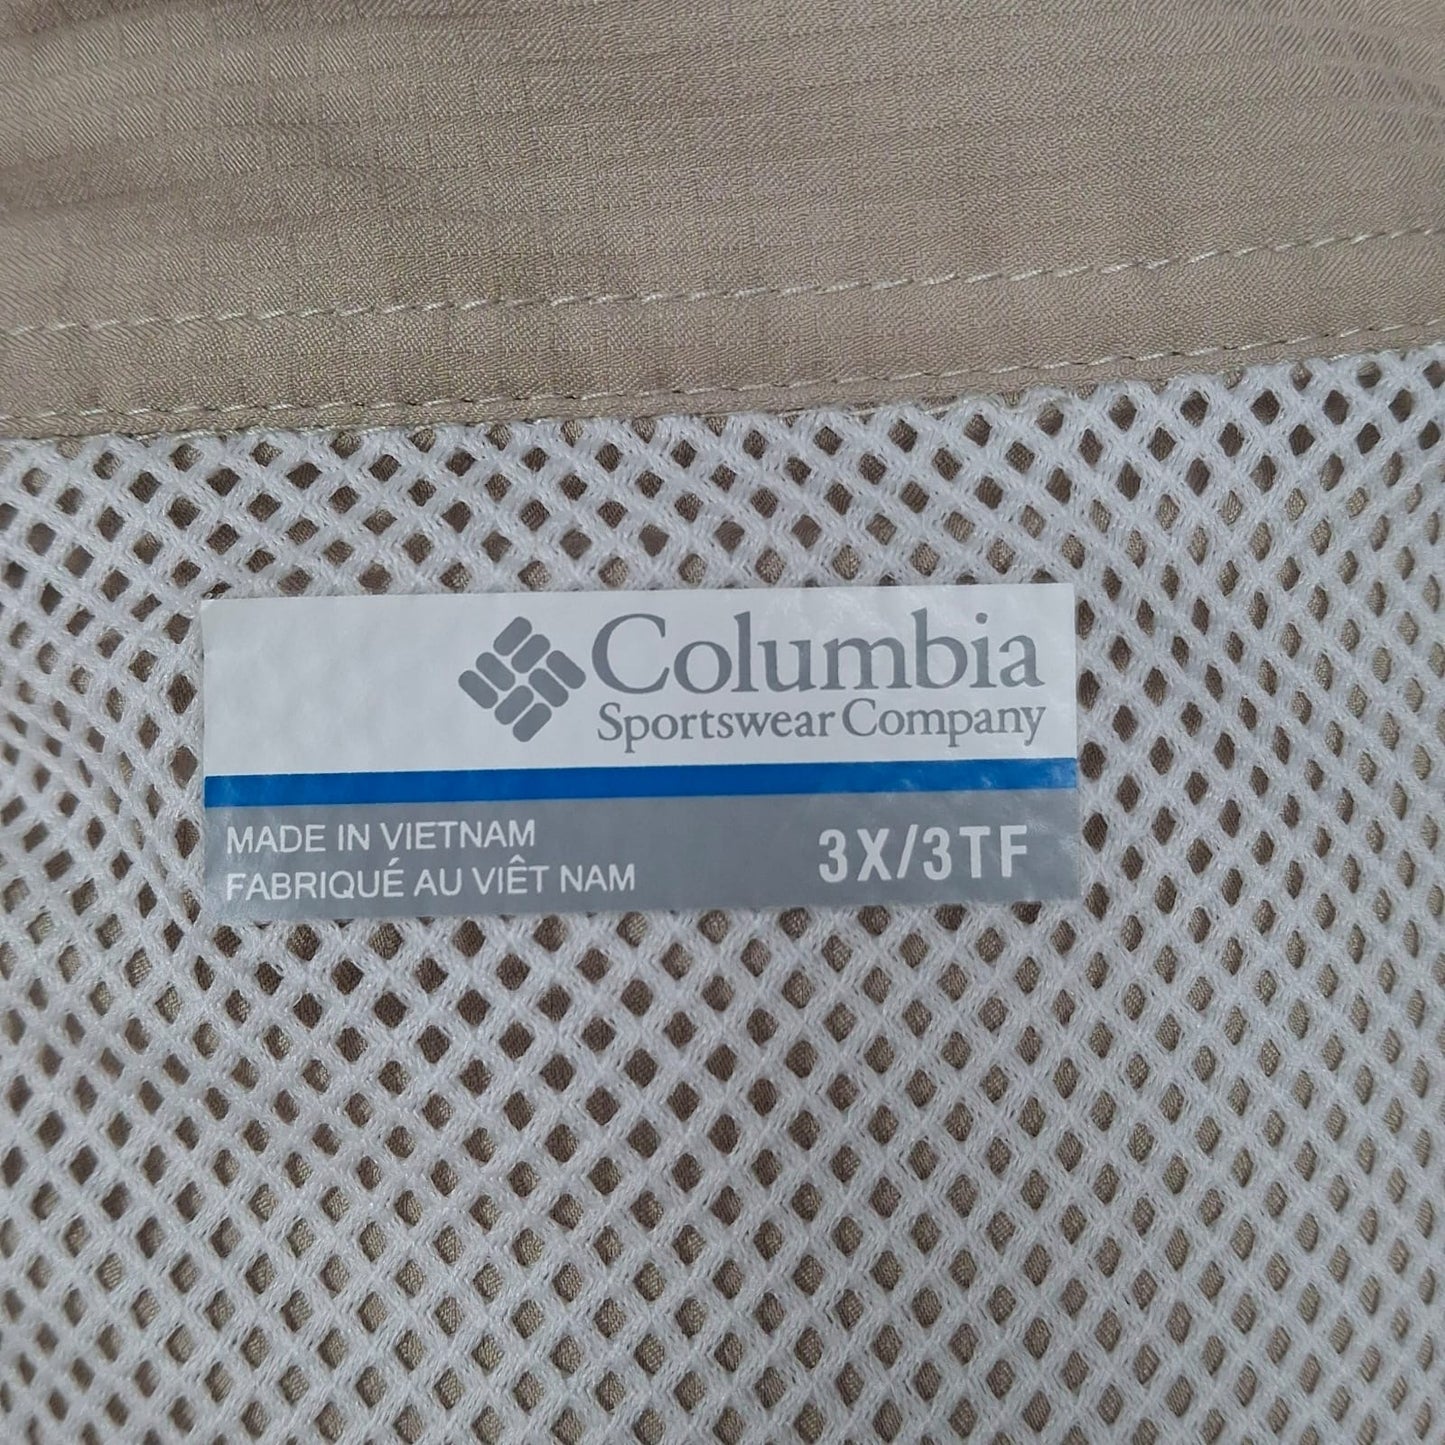 Columbia
Sportswear Company
MADE IN VIETNAM
FABRIQUÉ AU VIÊT NAM
3X/3TF